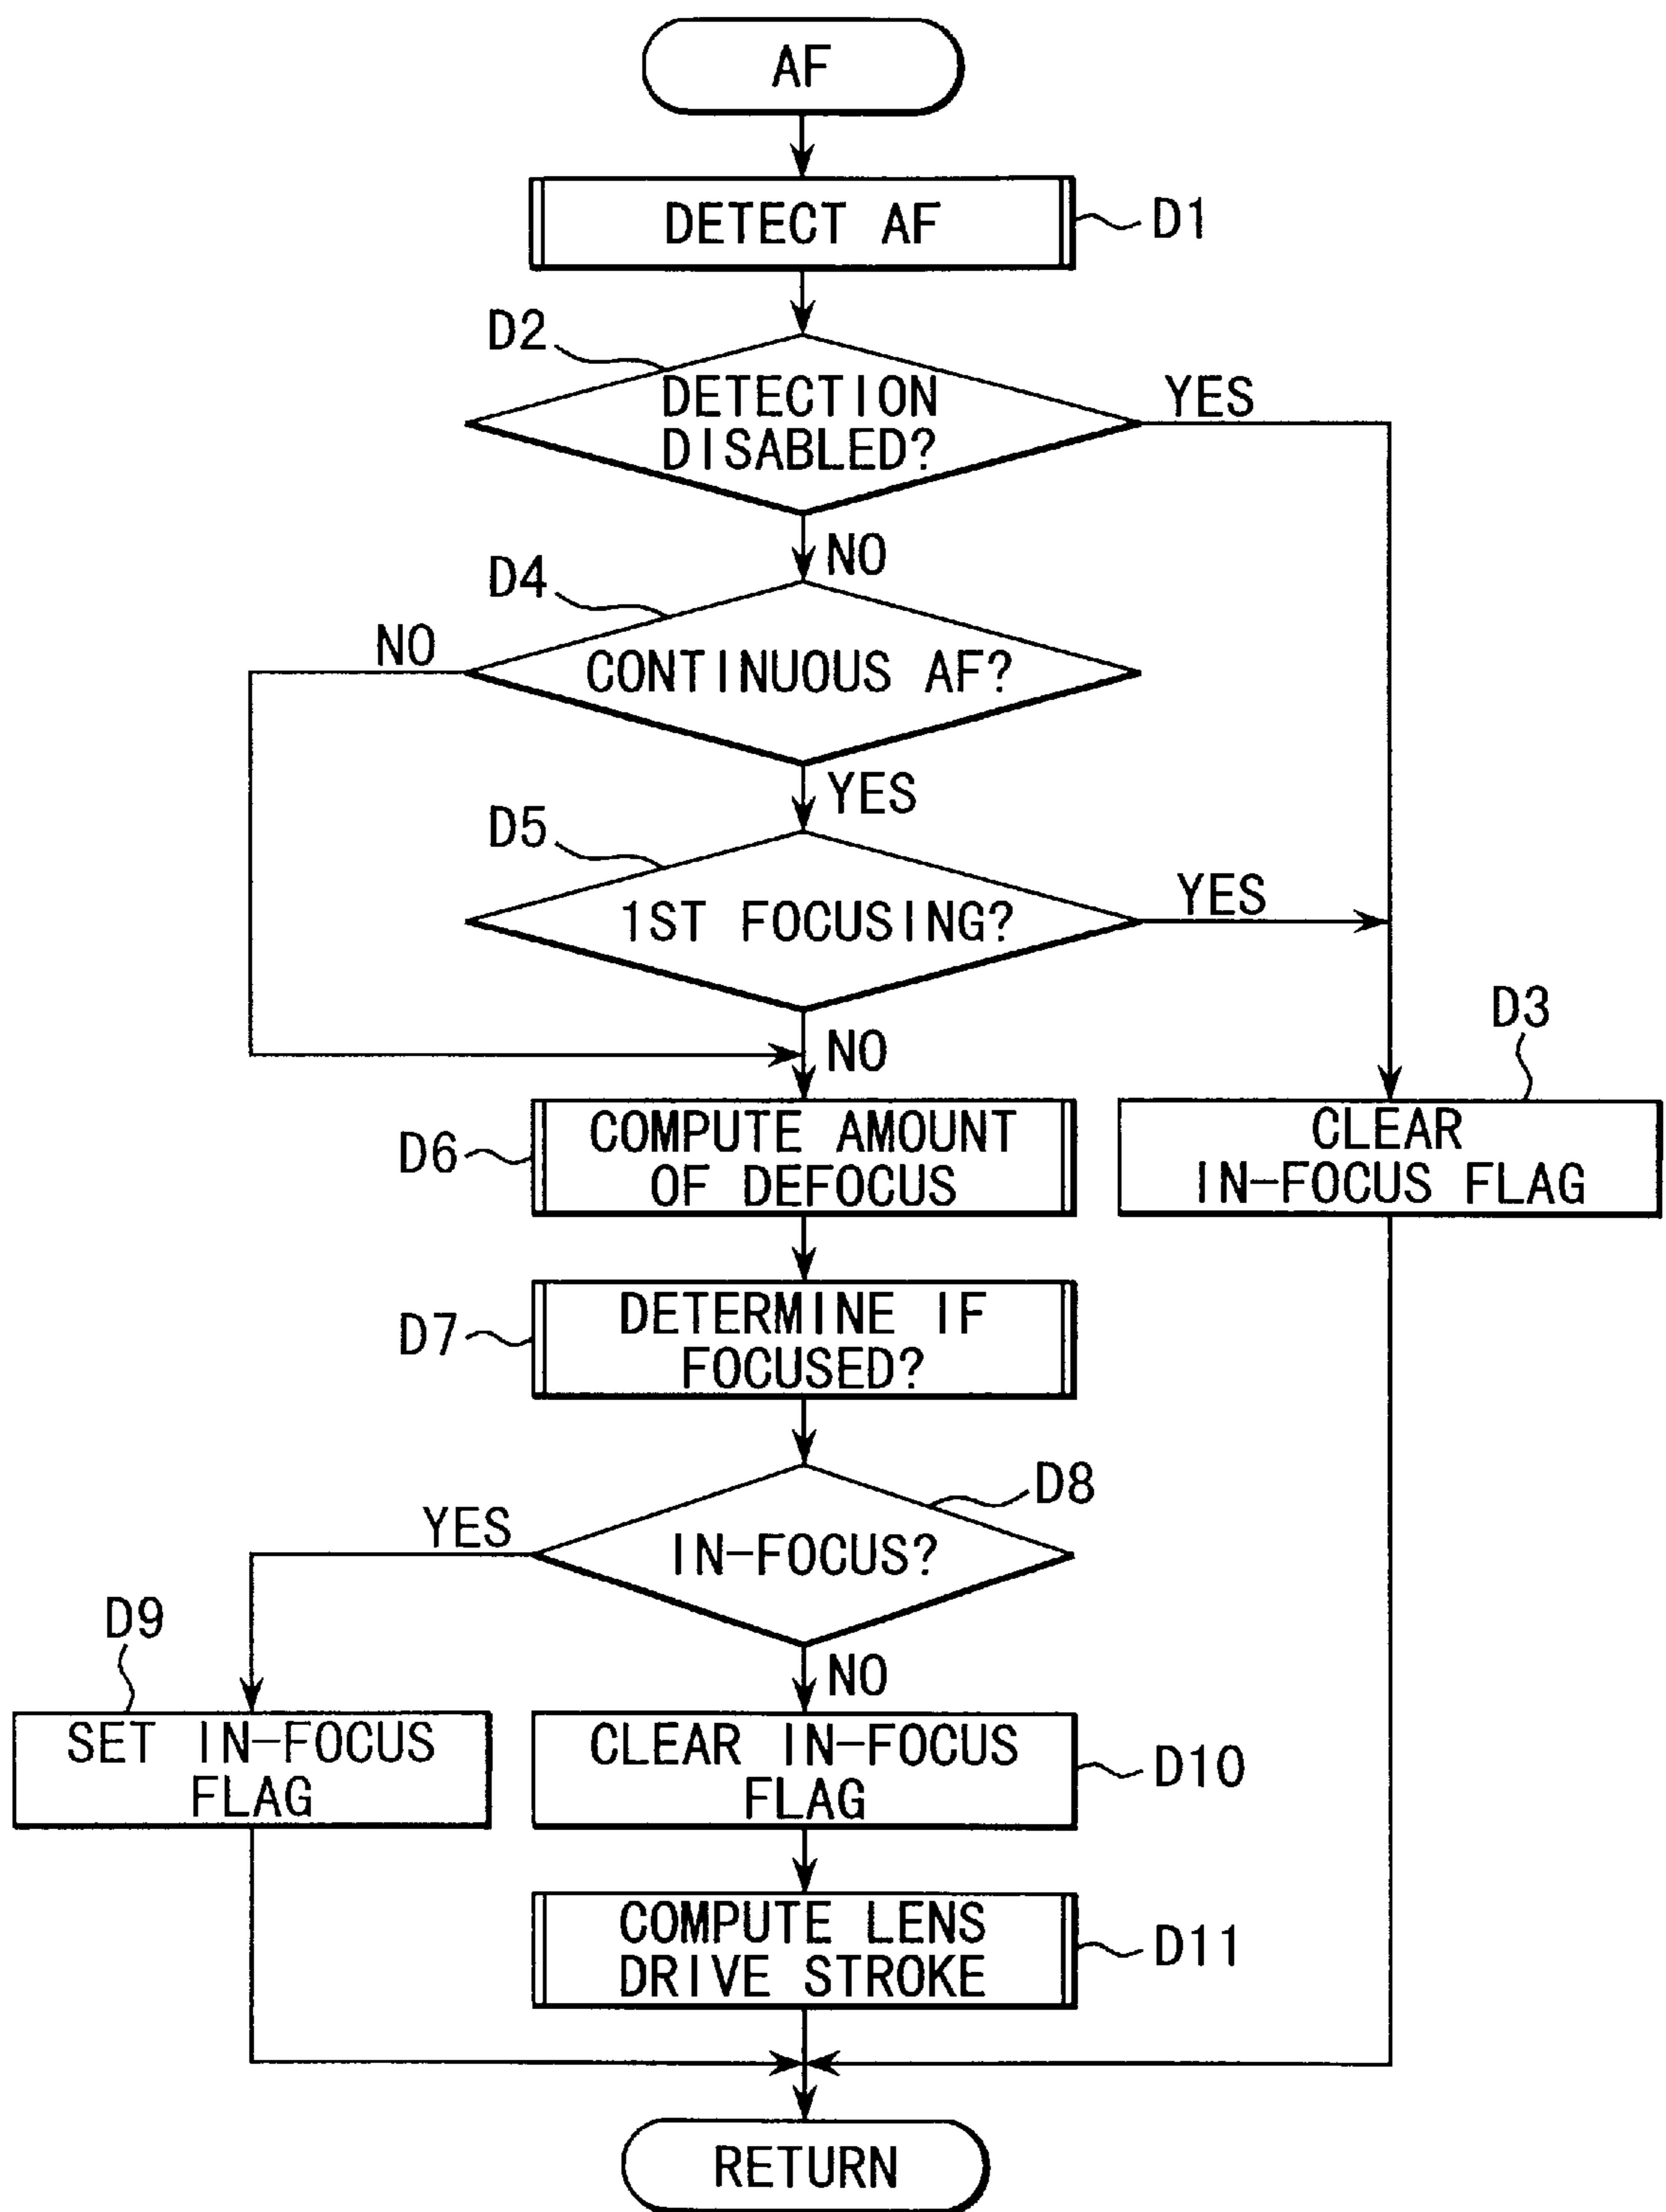 AF
DETECT AF
D1
D2
DETECTION
DISABLED?
YES
NO
D4
NO
CONTINUOUS AF?
YES
D5
1ST FOCUSING?
YES
NO
D3
CLEAR
IN-FOCUS FLAG
D6
COMPUTE AMOUNT
OF DEFOCUS
D7
DETERMINE IF
FOCUSED?
D8
YES
IN-FOCUS?
NO
D9
SET IN-FOCUS
FLAG
CLEAR IN-FOCUS
FLAG
D10
COMPUTE LENS
DRIVE STROKE
D11
RETURN